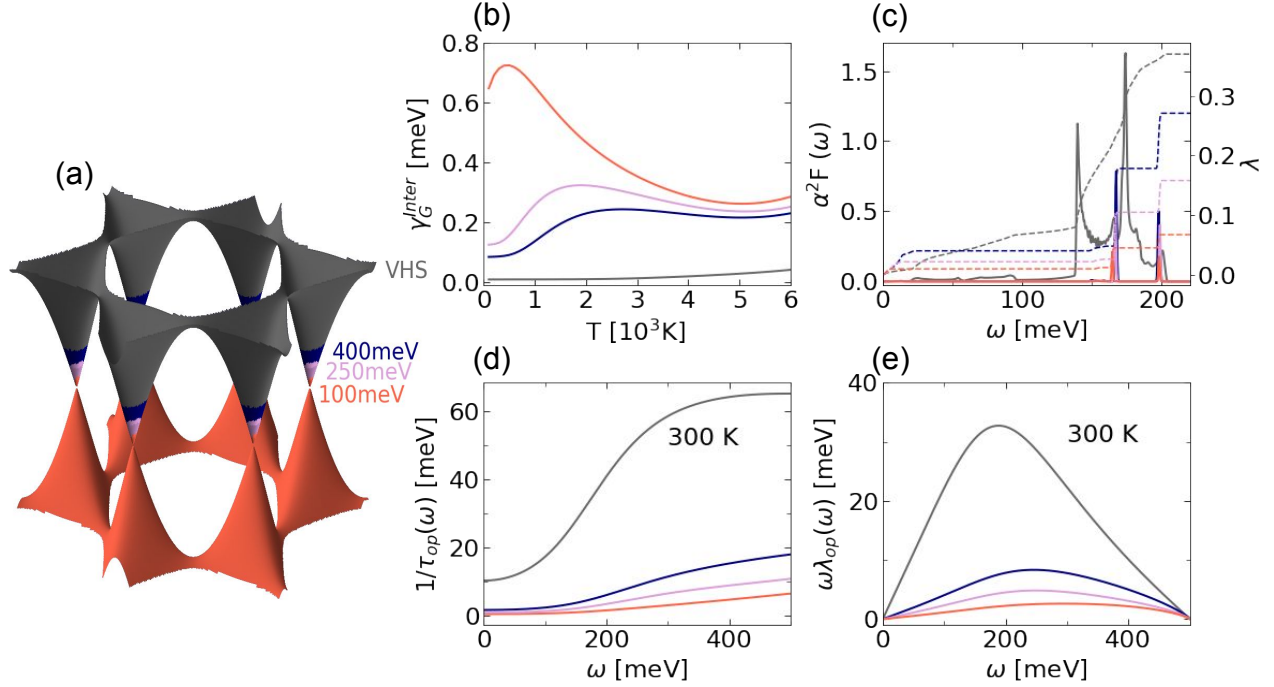 (a)
VHS
400meV
250meV
100meV
(b)
γ_G^Inter [meV]
0.8
0.6
0.4
0.2
0.0
0 1 2 3 4 5 6
T [10³K]
(c)
α²F (ω)
1.5
1.0
0.5
0.0
0.3
0.2
0.1
0.0
λ
0 100 200
ω [meV]
(d)
1/τ_op(ω) [meV]
60
40
20
0
300 K
0 200 400
ω [meV]
(e)
ωλ_op(ω) [meV]
40
20
0
300 K
0 200 400
ω [meV]